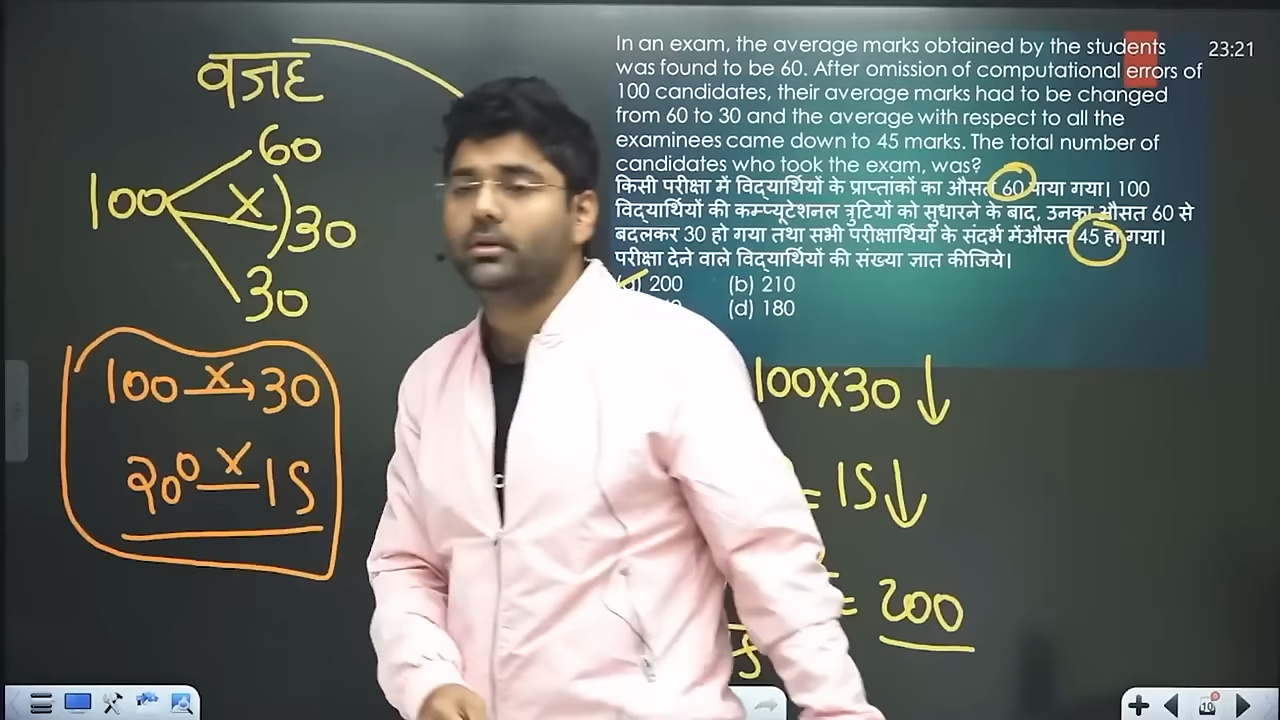 वजह
100 60
X 30
30
100 X→ 30
200 X 15
In an exam, the average marks obtained by the students
was found to be 60. After omission of computational errors of
100 candidates, their average marks had to be changed
from 60 to 30 and the average with respect to all the
examinees came down to 45 marks. The total number of
candidates who took the exam, was?
किसी परीक्षा में विद्यार्थियों के प्राप्तांकों का औसत 60 पाया गया। 100
विद्यार्थियों की कम्प्यूटेशनल त्रुटियों को सुधारने के बाद, उनका औसत 60 से
बदलकर 30 हो गया तथा सभी परीक्षार्थियों के संदर्भ मेंऔसत 45 हो गया।
परीक्षा देने वाले विद्यार्थियों की संख्या ज्ञात कीजिये।
200 (b) 210
(d) 180
23:21
100X30 ↓
= 15 ↓
= 200
10